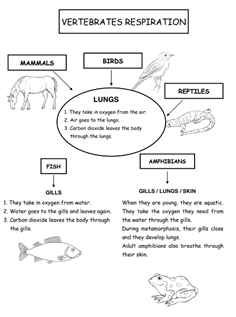 VERTEBRATES RESPIRATION
BIRDS
MAMMALS
REPTILES
LUNGS
1. They take in oxygen from the air.
2. Air goes to the lungs.
3. Carbon dioxide leaves the body
through the lungs.
FISH
AMPHIBIANS
GILLS
1. They take in oxygen from water.
2. Water goes to the gills and leaves again.
3. Carbon dioxide leaves the body through
the gills.
GILLS / LUNGS / SKIN
When they are young, they are aquatic.
They take the oxygen they need from
the water through the gills.
During metamorphosis, their gills close
and they develop lungs.
Adult amphibians also breathe through
their skin.